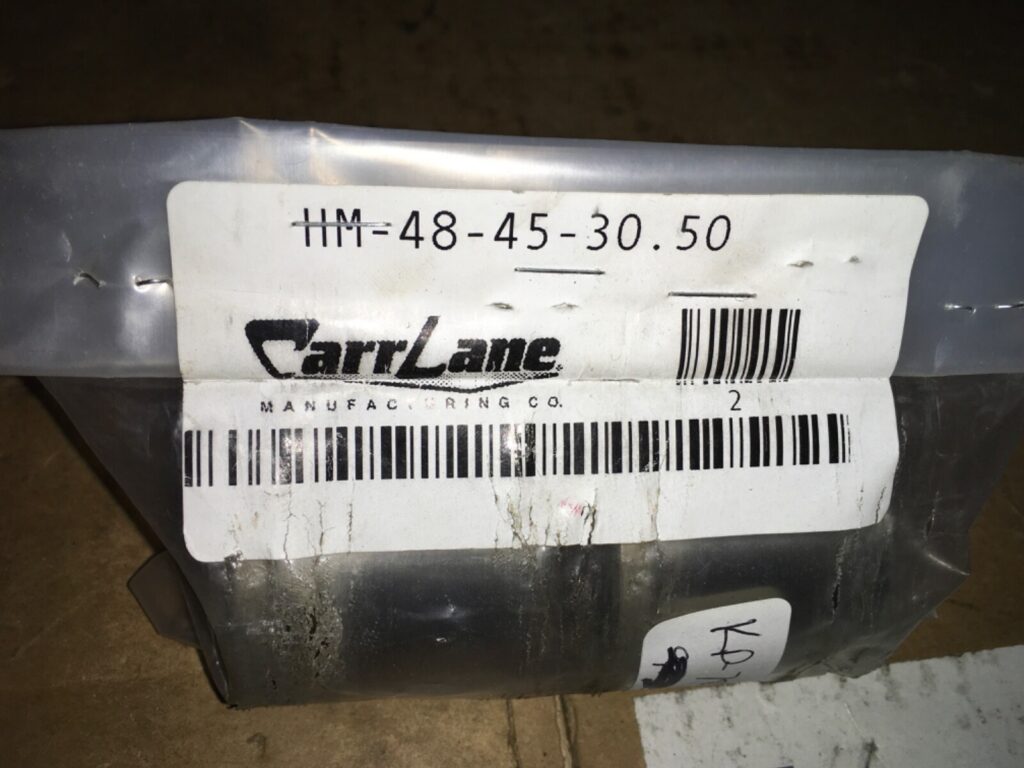 HM-48-45-30.50
CarrLane
MANUFACTURING CO.
2